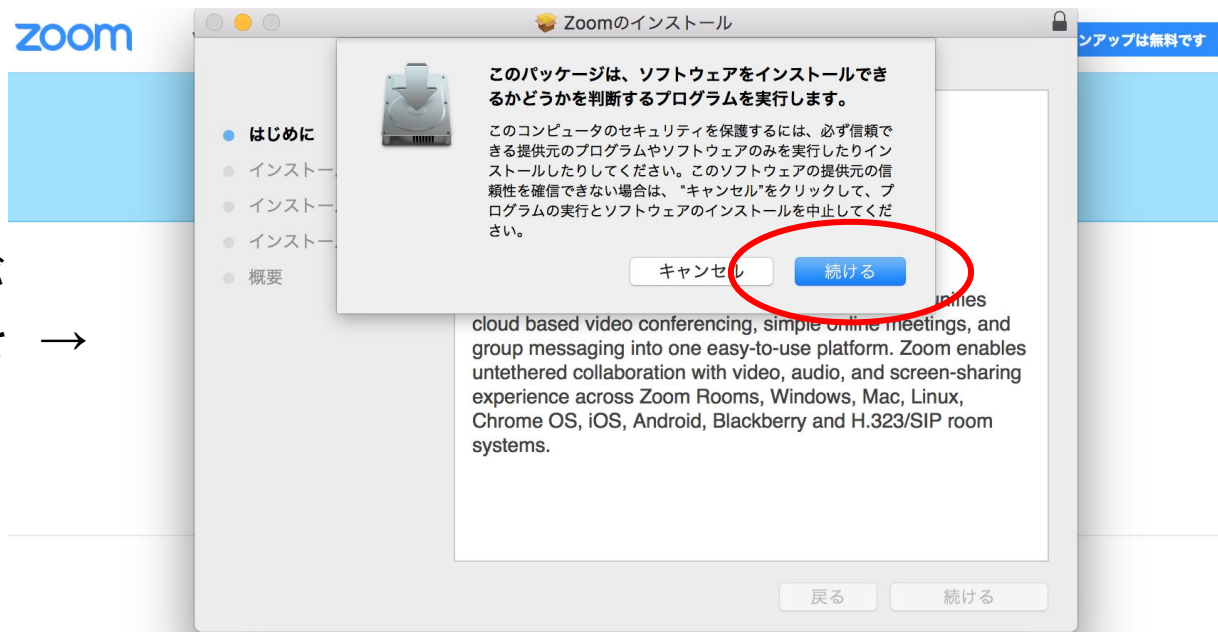 zoom
Zoomのインストール
ンアップは無料です
このパッケージは、ソフトウェアをインストールでき
るかどうかを判断するプログラムを実行します。
このコンピュータのセキュリティを保護するには、必ず信頼で
きる提供元のプログラムやソフトウェアのみを実行したりイン
ストールしたりしてください。このソフトウェアの提供元の信
頼性を確信できない場合は、“キャンセル”をクリックして、プ
ログラムの実行とソフトウェアのインストールを中止してくだ
さい。
キャンセル
続ける
はじめに
インストー
インストー
インストー
概要
→
cloud based video conferencing, simple online meetings, and
group messaging into one easy-to-use platform. Zoom enables
untethered collaboration with video, audio, and screen-sharing
experience across Zoom Rooms, Windows, Mac, Linux,
Chrome OS, iOS, Android, Blackberry and H.323/SIP room
systems.
戻る
続ける